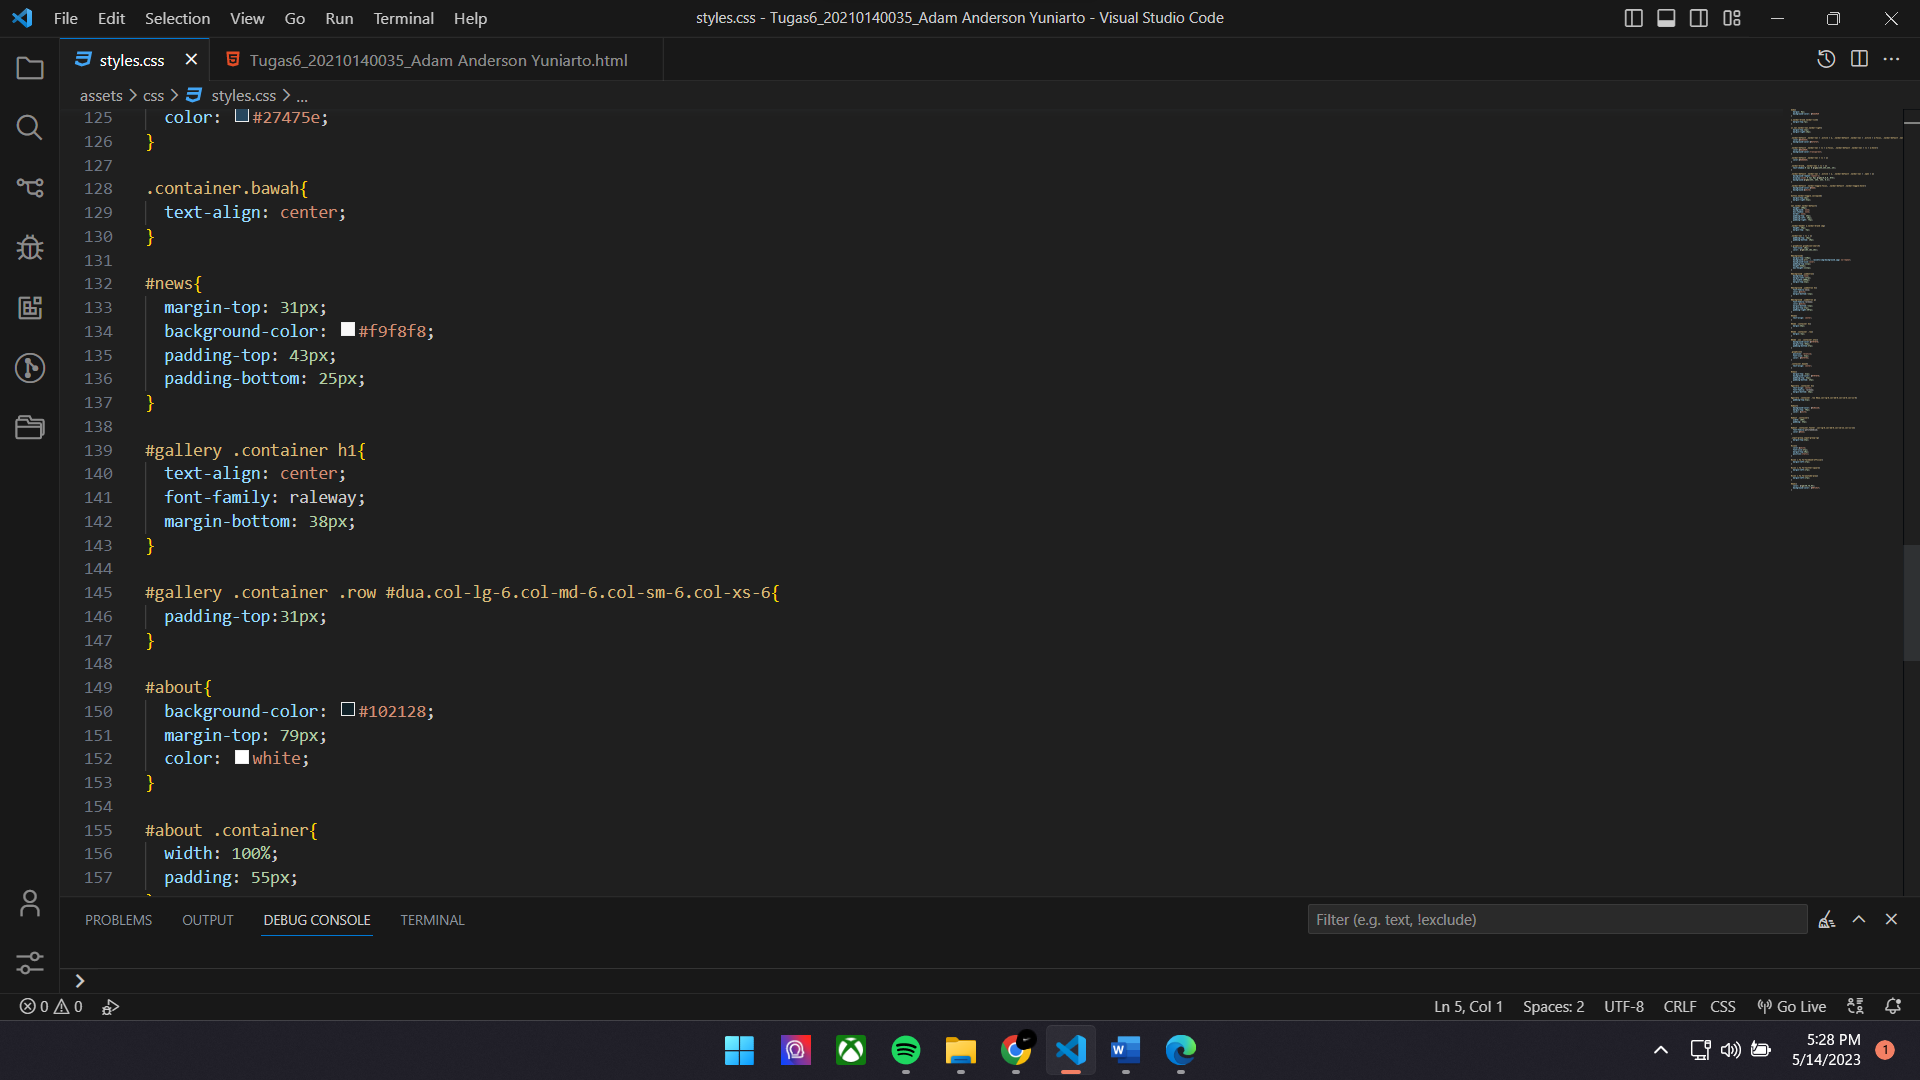 File Edit Selection View Go Run Terminal Help
styles.css - Tugas6_20210140035_Adam Anderson Yuniarto - Visual Studio Code
styles.css
Tugas6_20210140035_Adam Anderson Yuniarto.html
assets > css > styles.css > ...
125 color: #27475e;
126 }
127
128 .container.bawah{
129 text-align: center;
130 }
131
132 #news{
133 margin-top: 31px;
134 background-color: #f9f8f8;
135 padding-top: 43px;
136 padding-bottom: 25px;
137 }
138
139 #gallery .container h1{
140 text-align: center;
141 font-family: raleway;
142 margin-bottom: 38px;
143 }
144
145 #gallery .container .row #dua.col-lg-6.col-md-6.col-sm-6.col-xs-6{
146 padding-top:31px;
147 }
148
149 #about{
150 background-color: #102128;
151 margin-top: 79px;
152 color: white;
153 }
154
155 #about .container{
156 width: 100%;
157 padding: 55px;
PROBLEMS OUTPUT DEBUG CONSOLE TERMINAL
Filter (e.g. text, !exclude)
0 0
Ln 5, Col 1 Spaces: 2 UTF-8 CRLF CSS Go Live
5:28 PM
5/14/2023
1